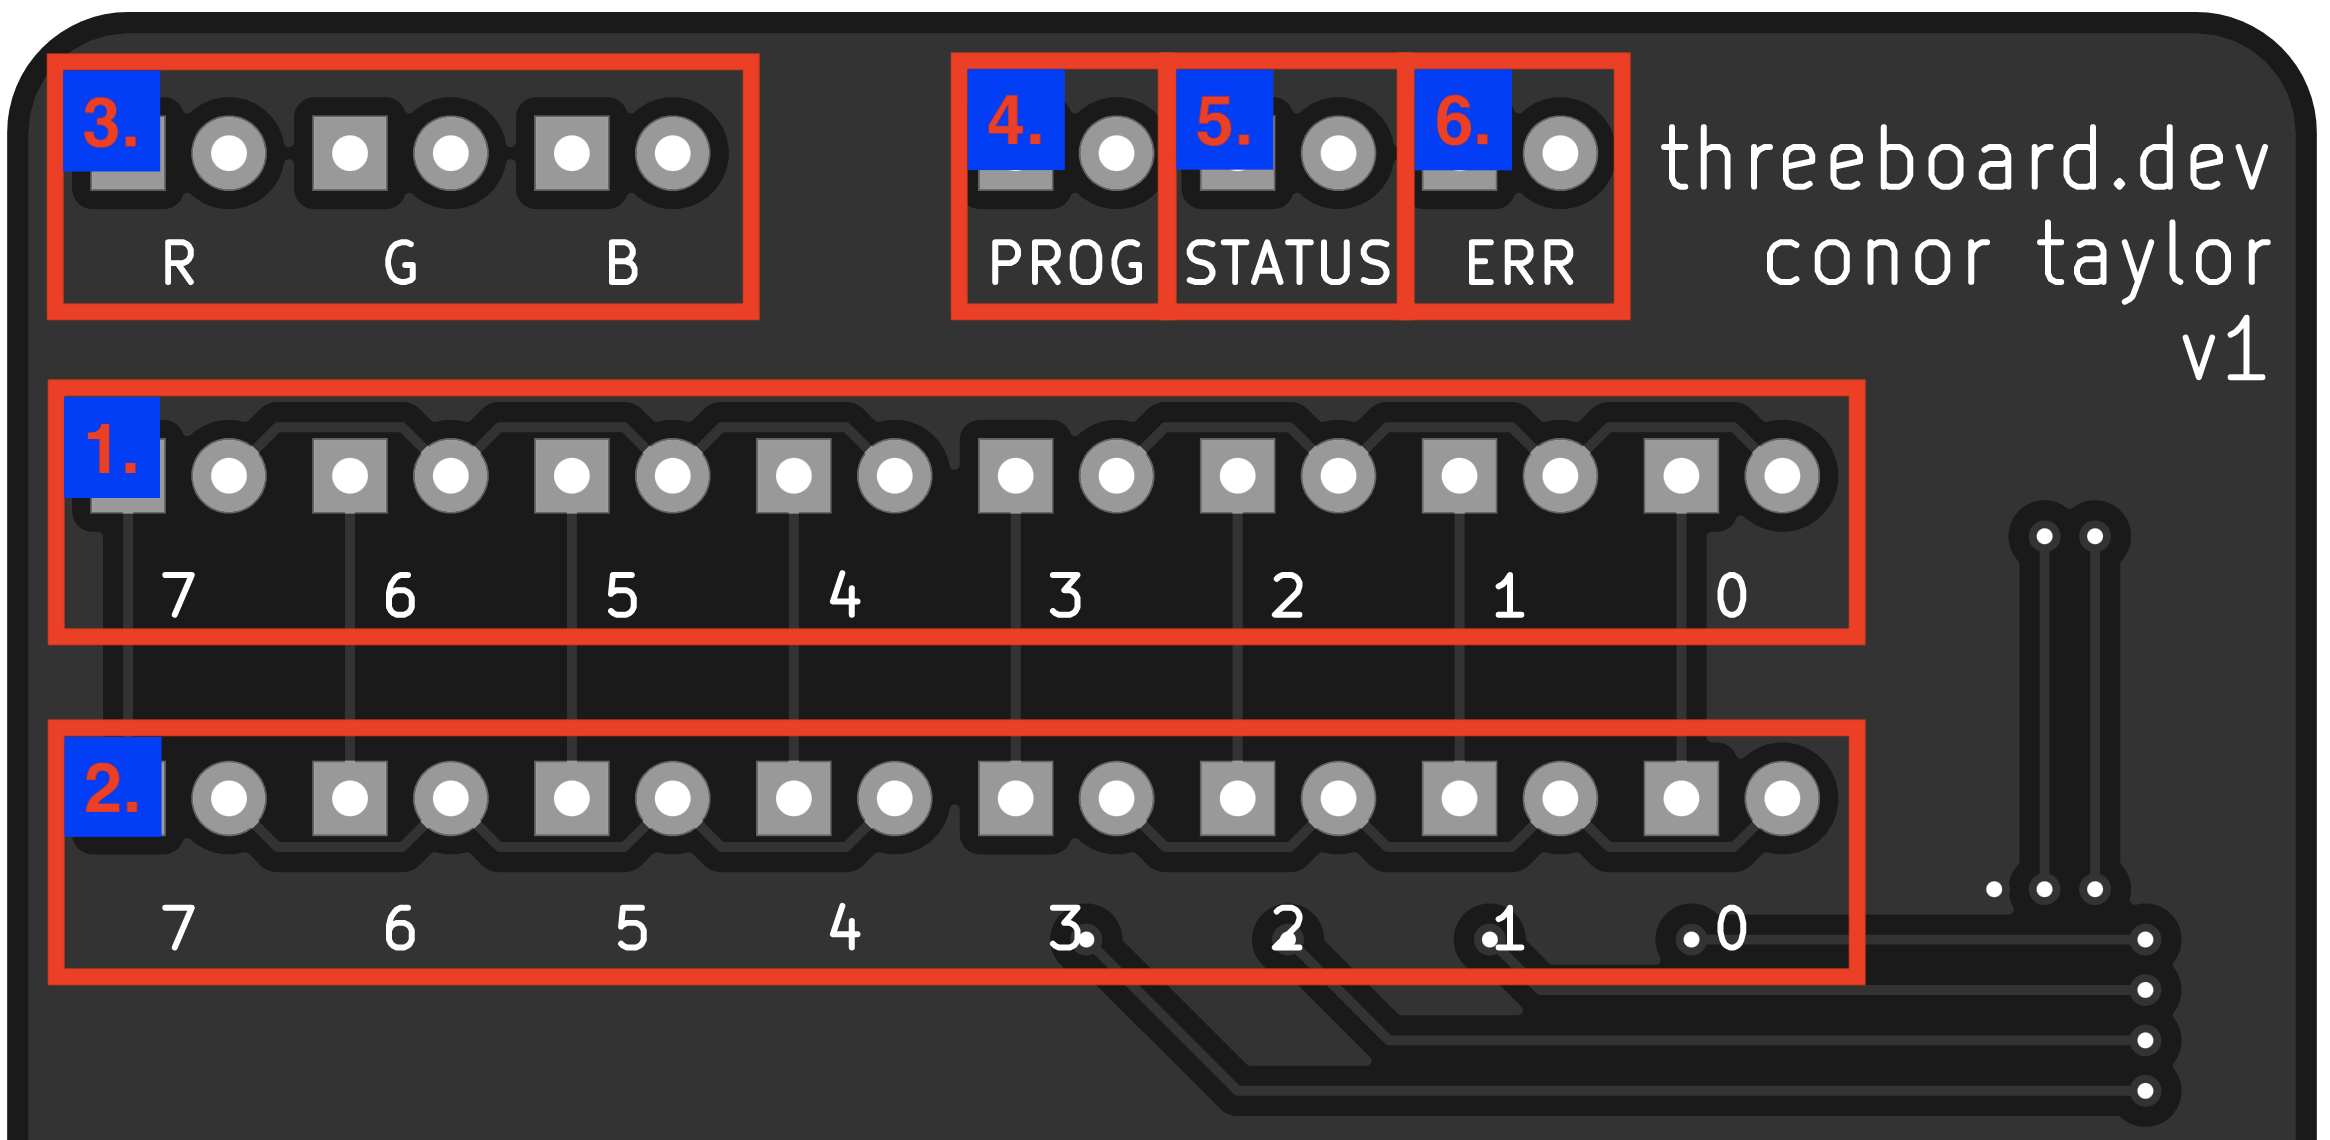 3.
4.
5.
6.
R G B
PROG STATUS ERR
threeboard.dev
conor taylor
v1
1.
7 6 5 4 3 2 1 0
2.
7 6 5 4 3 2 1 0